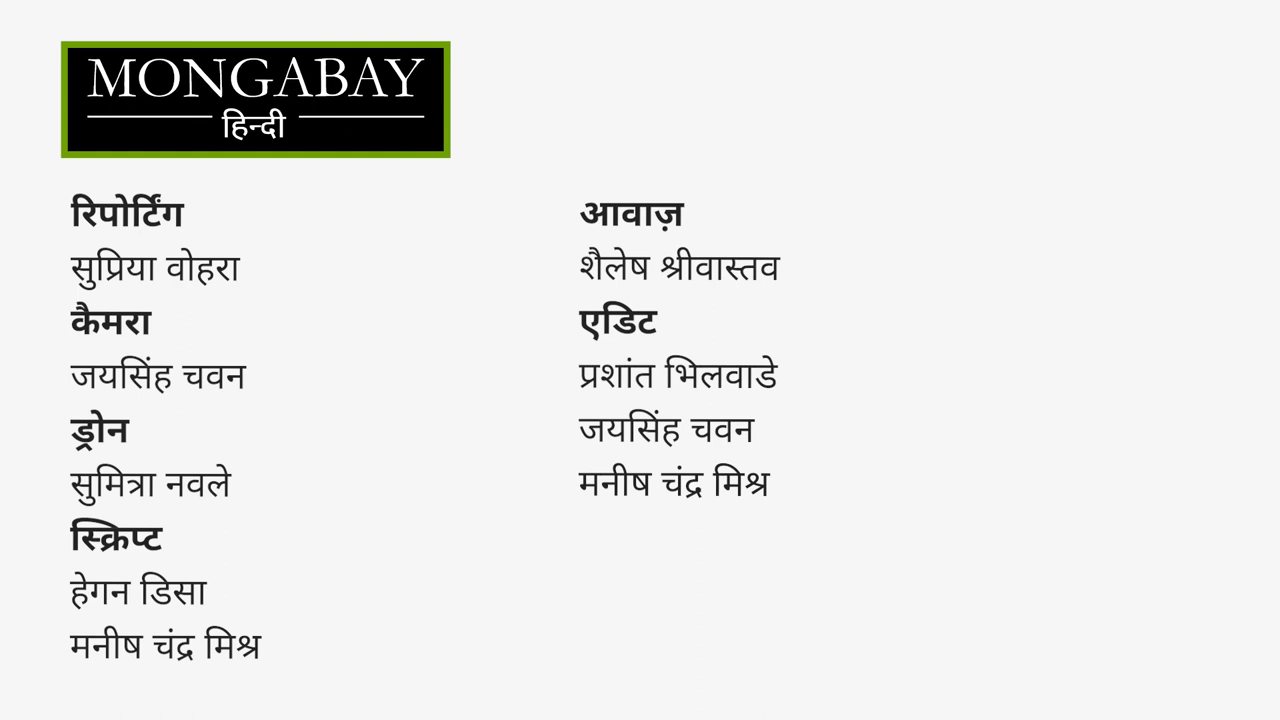 MONGABAY
हिन्दी
रिपोर्टिंग
सुप्रिया वोहरा
कैमरा
जयसिंह चवन
ड्रोन
सुमित्रा नवले
स्क्रिप्ट
हेगन डिसा
मनीष चंद्र मिश्र
आवाज़
शैलेष श्रीवास्तव
एडिट
प्रशांत भिलवाडे
जयसिंह चवन
मनीष चंद्र मिश्र